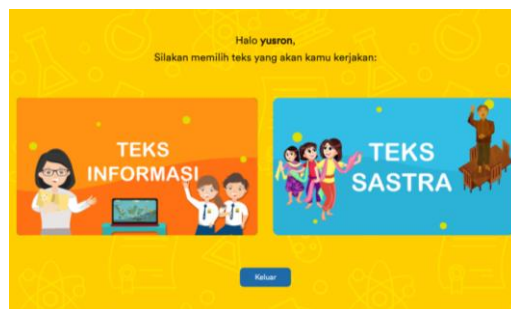 Halo yusron,
Silakan memilih teks yang akan kamu kerjakan:
TEKS
INFORMASI
TEKS
SASTRA
Keluar